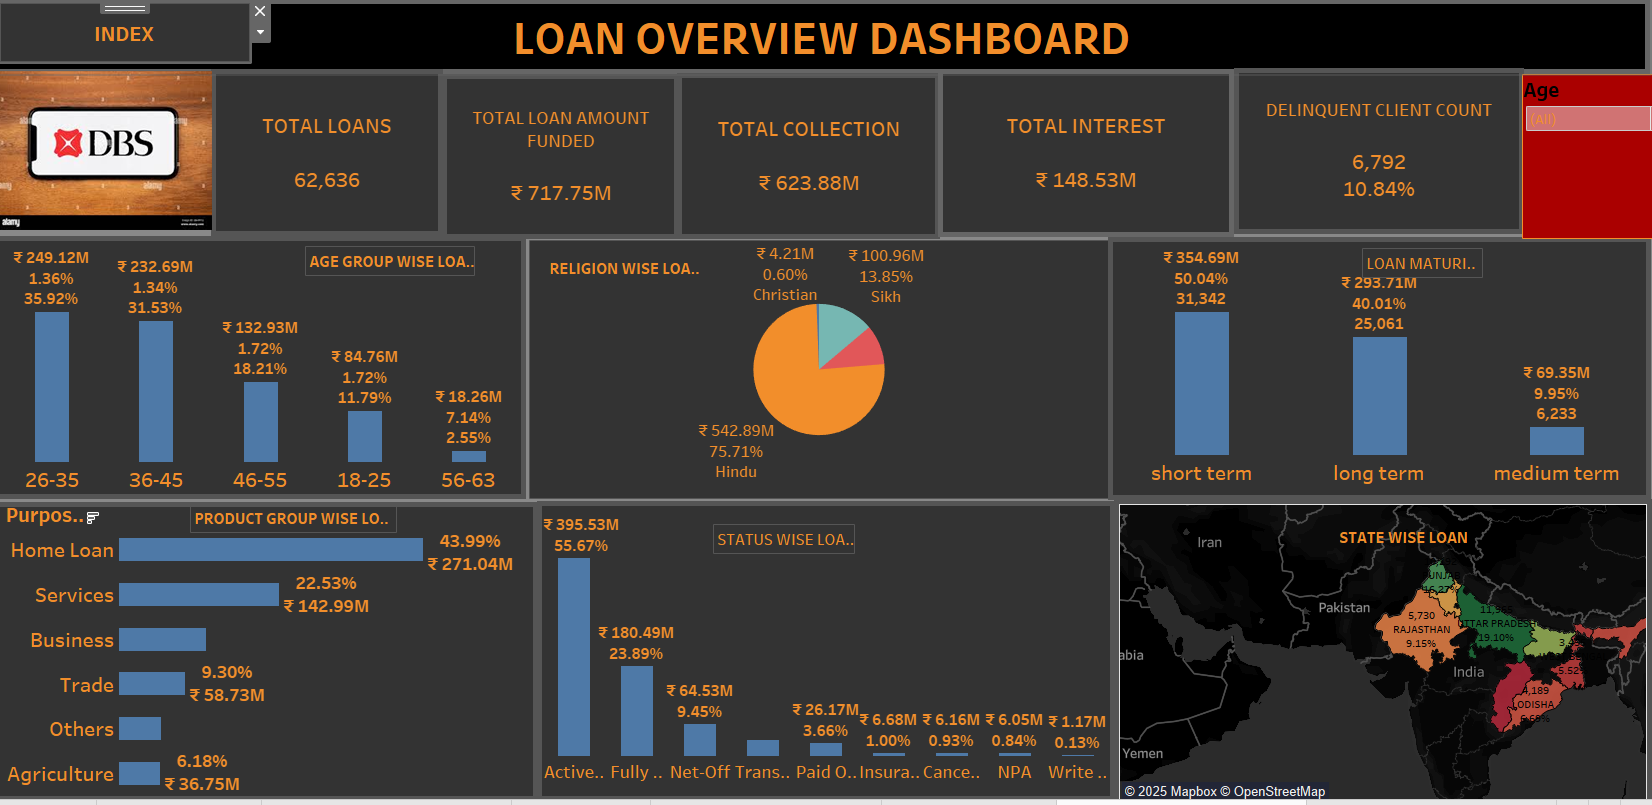 INDEX
LOAN OVERVIEW DASHBOARD
DBS
alamy
TOTAL LOANS
62,636
TOTAL LOAN AMOUNT
FUNDED
₹ 717.75M
TOTAL COLLECTION
₹ 623.88M
TOTAL INTEREST
₹ 148.53M
DELINQUENT CLIENT COUNT
6,792
10.84%
Age
(All)
AGE GROUP WISE LOA..
₹ 249.12M
1.36%
35.92%
26-35
₹ 232.69M
1.34%
31.53%
36-45
₹ 132.93M
1.72%
18.21%
46-55
₹ 84.76M
1.72%
11.79%
18-25
₹ 18.26M
7.14%
2.55%
56-63
RELIGION WISE LOA..
₹ 4.21M
0.60%
Christian
₹ 100.96M
13.85%
Sikh
₹ 542.89M
75.71%
Hindu
LOAN MATURI..
₹ 354.69M
50.04%
31,342
short term
₹ 293.71M
40.01%
25,061
long term
₹ 69.35M
9.95%
6,233
medium term
Purpos..
PRODUCT GROUP WISE LO..
Home Loan
43.99%
₹ 271.04M
Services
22.53%
₹ 142.99M
Business
Trade
9.30%
₹ 58.73M
Others
Agriculture
6.18%
₹ 36.75M
STATUS WISE LOA..
₹ 395.53M
55.67%
Active..
₹ 180.49M
23.89%
Fully ..
₹ 64.53M
9.45%
Net-Off
Trans..
₹ 26.17M
3.66%
Paid O..
₹ 6.68M
1.00%
Insura..
₹ 6.16M
0.93%
Cance..
₹ 6.05M
0.84%
NPA
₹ 1.17M
0.13%
Write ..
STATE WISE LOAN
Iran
Pakistan
India
Yemen
abia
16.27%
5,730
RAJASTHAN
9.15%
UTTAR PRADESH
19.10%
4,189
ODISHA
© 2025 Mapbox © OpenStreetMap